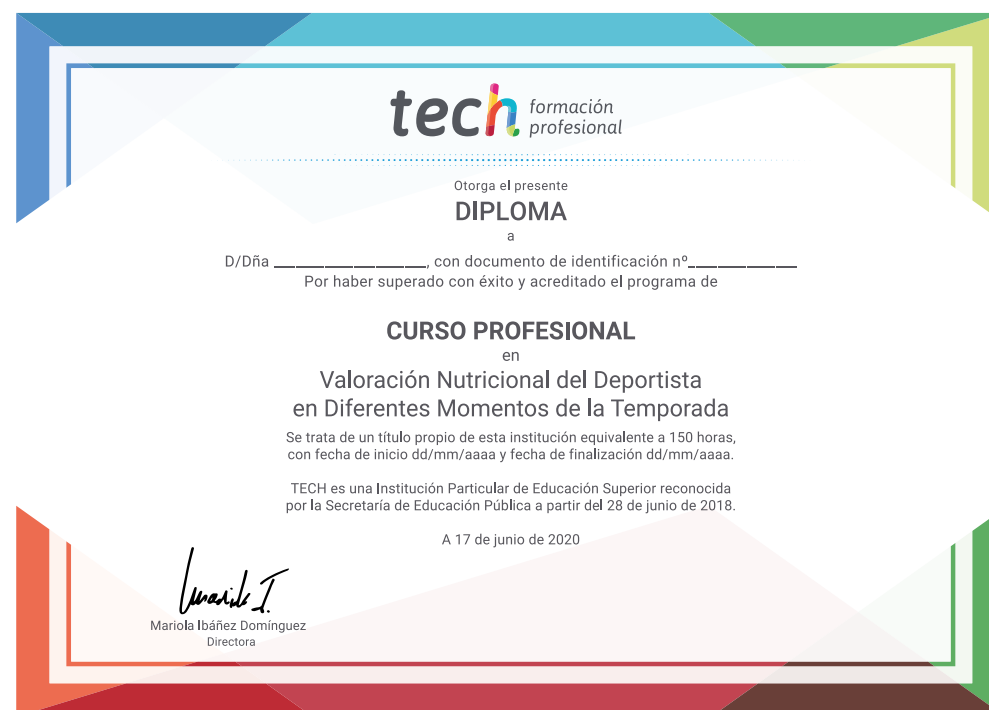 tech formación
profesional
Otorga el presente
DIPLOMA
a
D/Dña ______________, con documento de identificación nº__________
Por haber superado con éxito y acreditado el programa de
CURSO PROFESIONAL
en
Valoración Nutricional del Deportista
en Diferentes Momentos de la Temporada
Se trata de un título propio de esta institución equivalente a 150 horas,
con fecha de inicio dd/mm/aaaa y fecha de finalización dd/mm/aaaa.
TECH es una Institución Particular de Educación Superior reconocida
por la Secretaría de Educación Pública a partir del 28 de junio de 2018.
A 17 de junio de 2020
Mariola I.
Mariola Ibáñez Domínguez
Directora